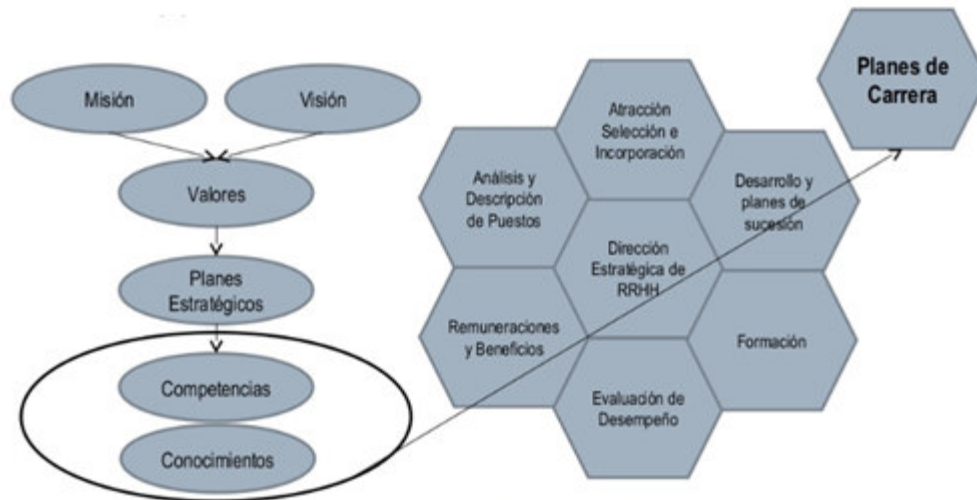 Misión
Visión
Valores
Planes
Estratégicos
Competencias
Conocimientos
Atracción
Selección e
Incorporación
Análisis y
Descripción
de Puestos
Desarrollo y
planes de
sucesión
Dirección
Estratégica de
RRHH
Remuneraciones
y Beneficios
Formación
Evaluación de
Desempeño
Planes de
Carrera